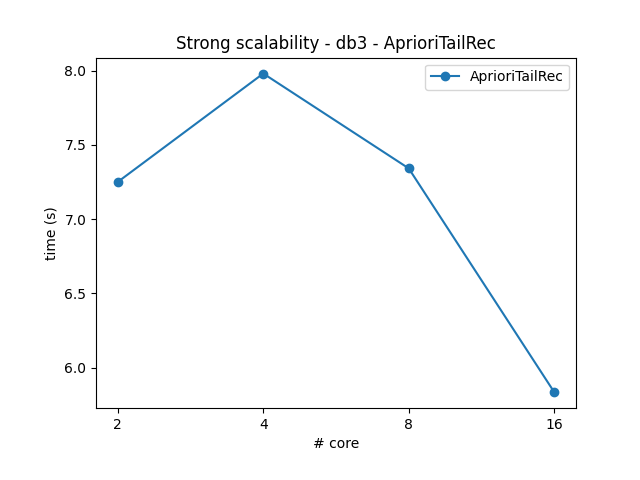 Strong scalability - db3 - AprioriTailRec
AprioriTailRec
8.0
7.5
7.0
6.5
6.0
time (s)
2
4
8
16
# core